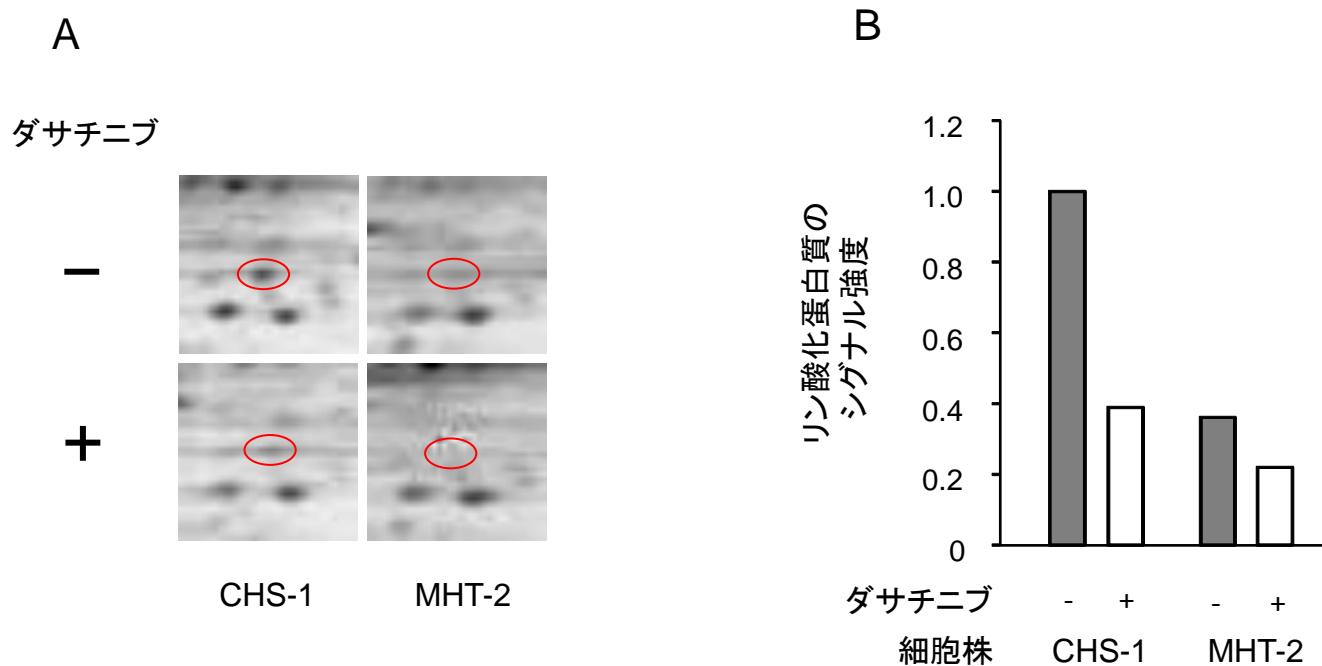 A
ダサチニブ
−
+
CHS-1 MHT-2
B
リン酸化蛋白質の
シグナル強度
1.2
1.0
0.8
0.6
0.4
0.2
0
ダサチニブ - + - +
細胞株 CHS-1 MHT-2